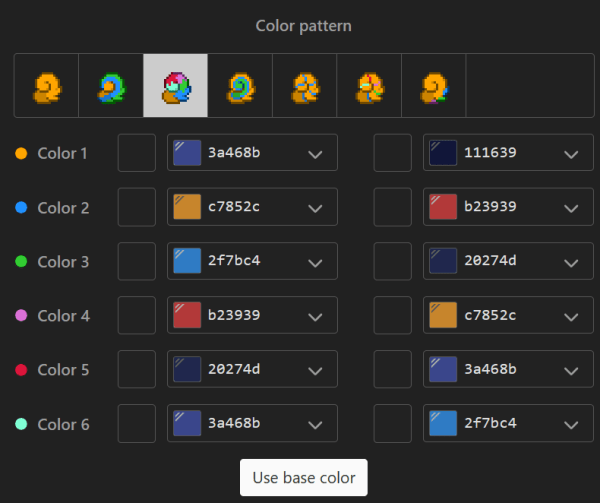 Color pattern
Color 1 3a468b 111639
Color 2 c7852c b23939
Color 3 2f7bc4 20274d
Color 4 b23939 c7852c
Color 5 20274d 3a468b
Color 6 3a468b 2f7bc4
Use base color